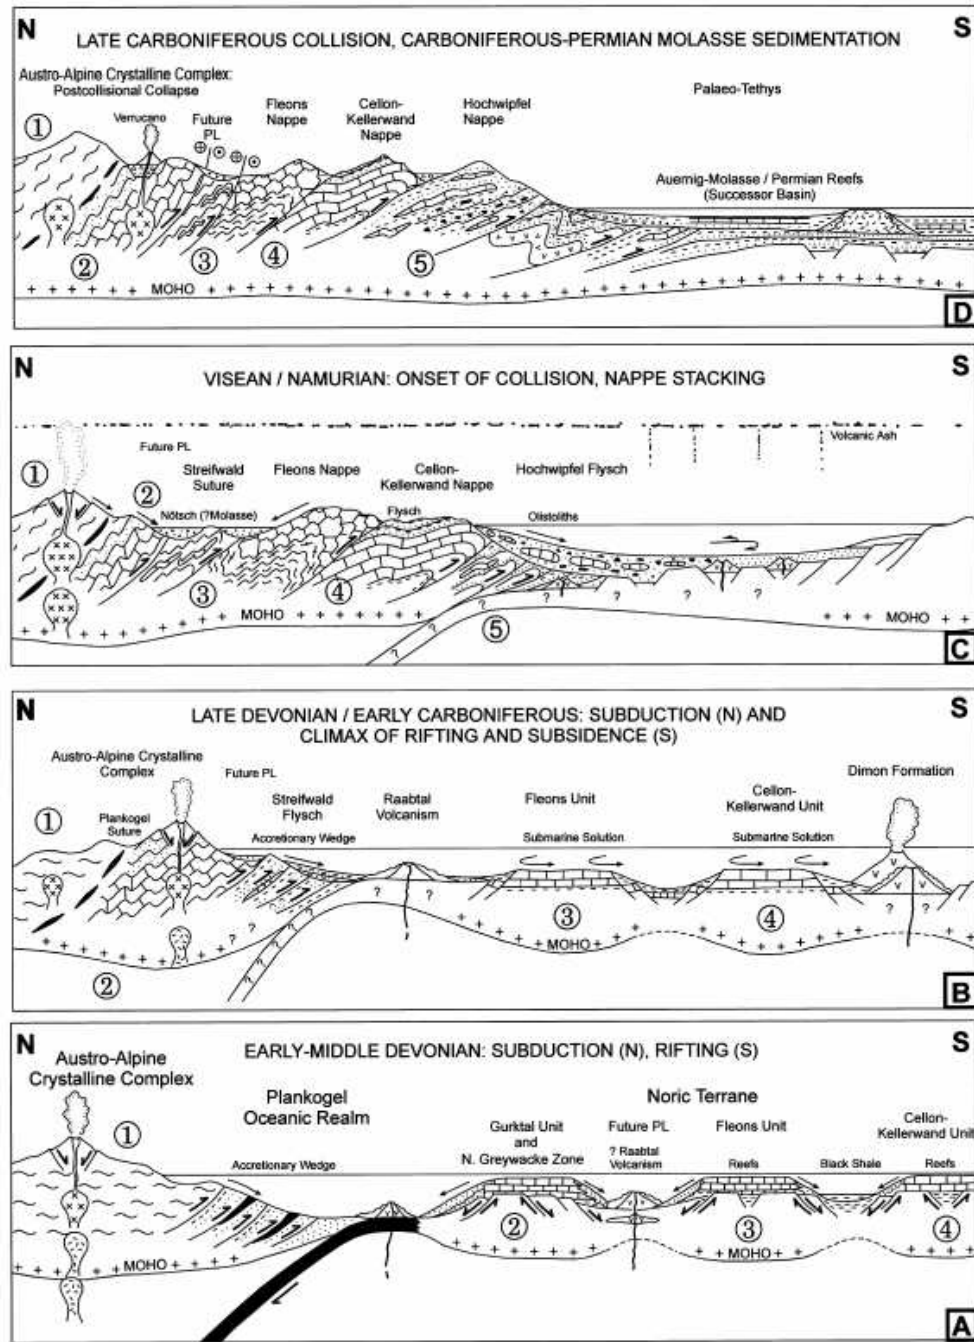 N
S
LATE CARBONIFEROUS COLLISION, CARBONIFEROUS-PERMIAN MOLASSE SEDIMENTATION
Austro-Alpine Crystalline Complex:
Postcollisional Collapse
①
Verrucano
Future
PL
Fleons
Nappe
Cellon-
Kellerwand
Nappe
Hochwipfel
Nappe
Palaeo-Tethys
Auernig-Molasse / Permian Reefs
(Successor Basin)
②
③
④
⑤
MOHO
D
N
S
VISEAN / NAMURIAN: ONSET OF COLLISION, NAPPE STACKING
Volcanic Ash
Future PL
①
②
Streifwald
Suture
Fleons Nappe
Cellon-
Kellerwand Nappe
Hochwipfel Flysch
Nötsch (?Molasse)
Flysch
Olistoliths
③
④
?
?
?
?
?
?
MOHO
⑤
MOHO
C
N
S
LATE DEVONIAN / EARLY CARBONIFEROUS: SUBDUCTION (N) AND
CLIMAX OF RIFTING AND SUBSIDENCE (S)
Austro-Alpine Crystalline
Complex
Future PL
Dimon Formation
①
Plankogel
Suture
Streifwald
Flysch
Raabtal
Volcanism
Fleons Unit
Cellon-
Kellerwand Unit
Accretionary Wedge
Submarine Solution
Submarine Solution
v
v
v
?
?
?
?
?
?
③
④
MOHO
②
B
N
S
Austro-Alpine
Crystalline Complex
EARLY-MIDDLE DEVONIAN: SUBDUCTION (N), RIFTING (S)
Plankogel
Oceanic Realm
Noric Terrane
①
Gurktal Unit
and
N. Greywacke Zone
Future PL
? Raabtal
Volcanism
Fleons Unit
Cellon-
Kellerwand Unit
Accretionary Wedge
Reefs
Black Shale
Reefs
②
③
④
MOHO
MOHO
A